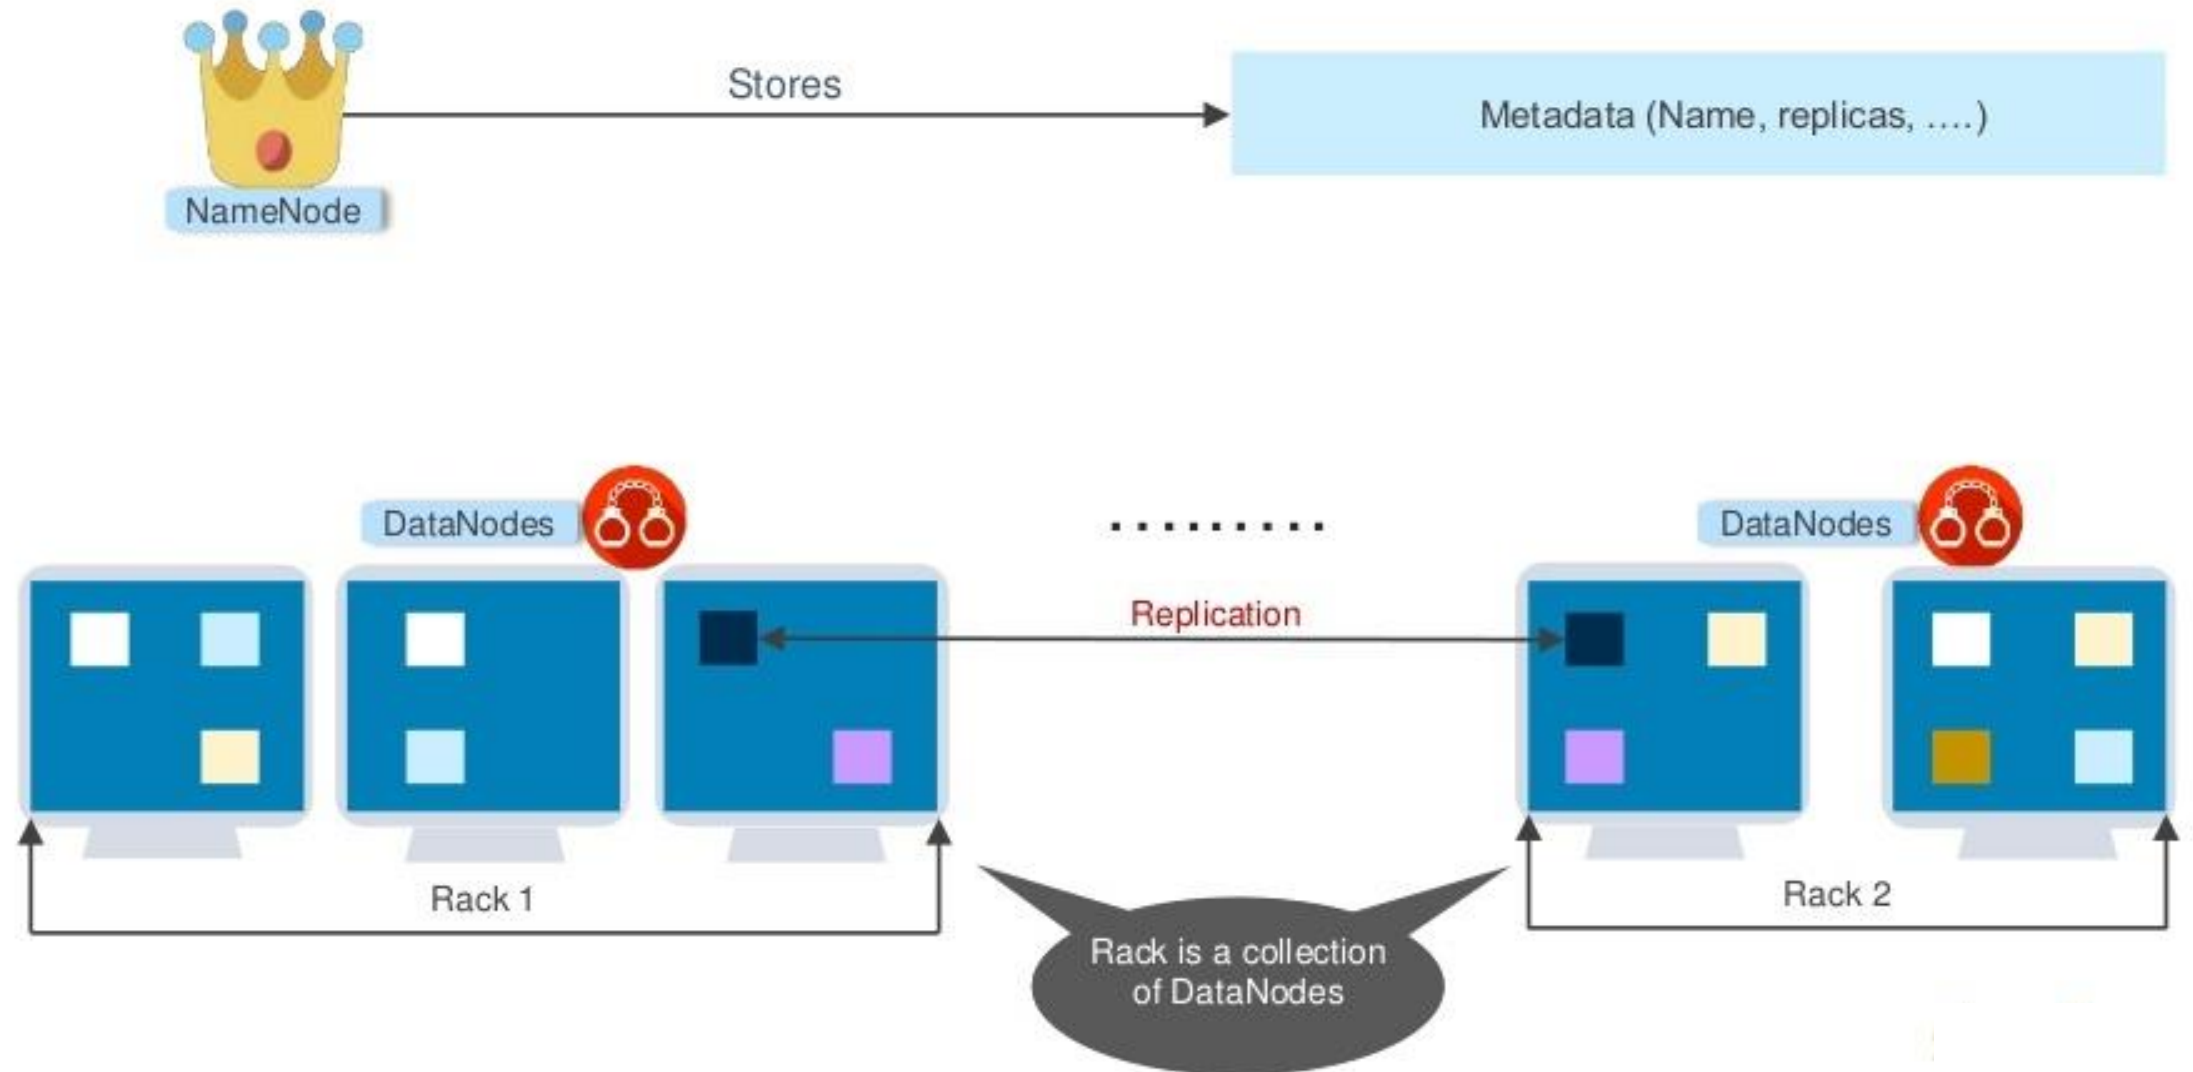 Stores
Metadata (Name, replicas, ....)
NameNode
DataNodes
.........
DataNodes
Replication
Rack 1
Rack 2
Rack is a collection
of DataNodes